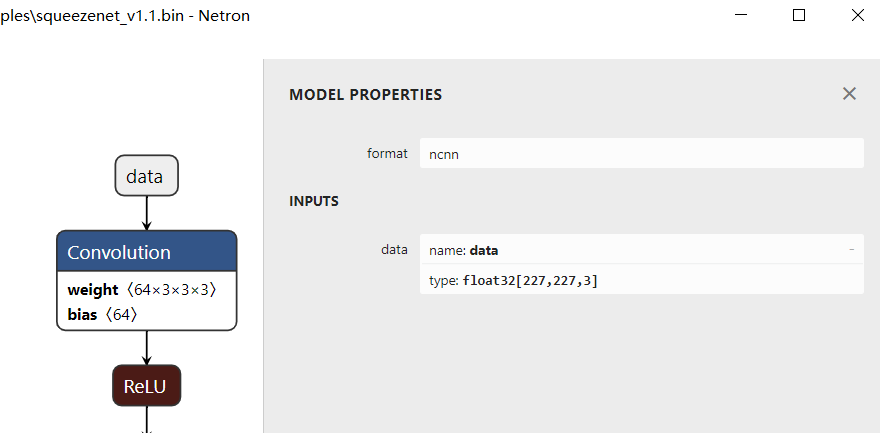 ples\squeezenet_v1.1.bin - Netron
MODEL PROPERTIES
format ncnn
INPUTS
data name: data -
type: float32[227,227,3]
data
Convolution
weight〈64×3×3×3〉
bias〈64〉
ReLU